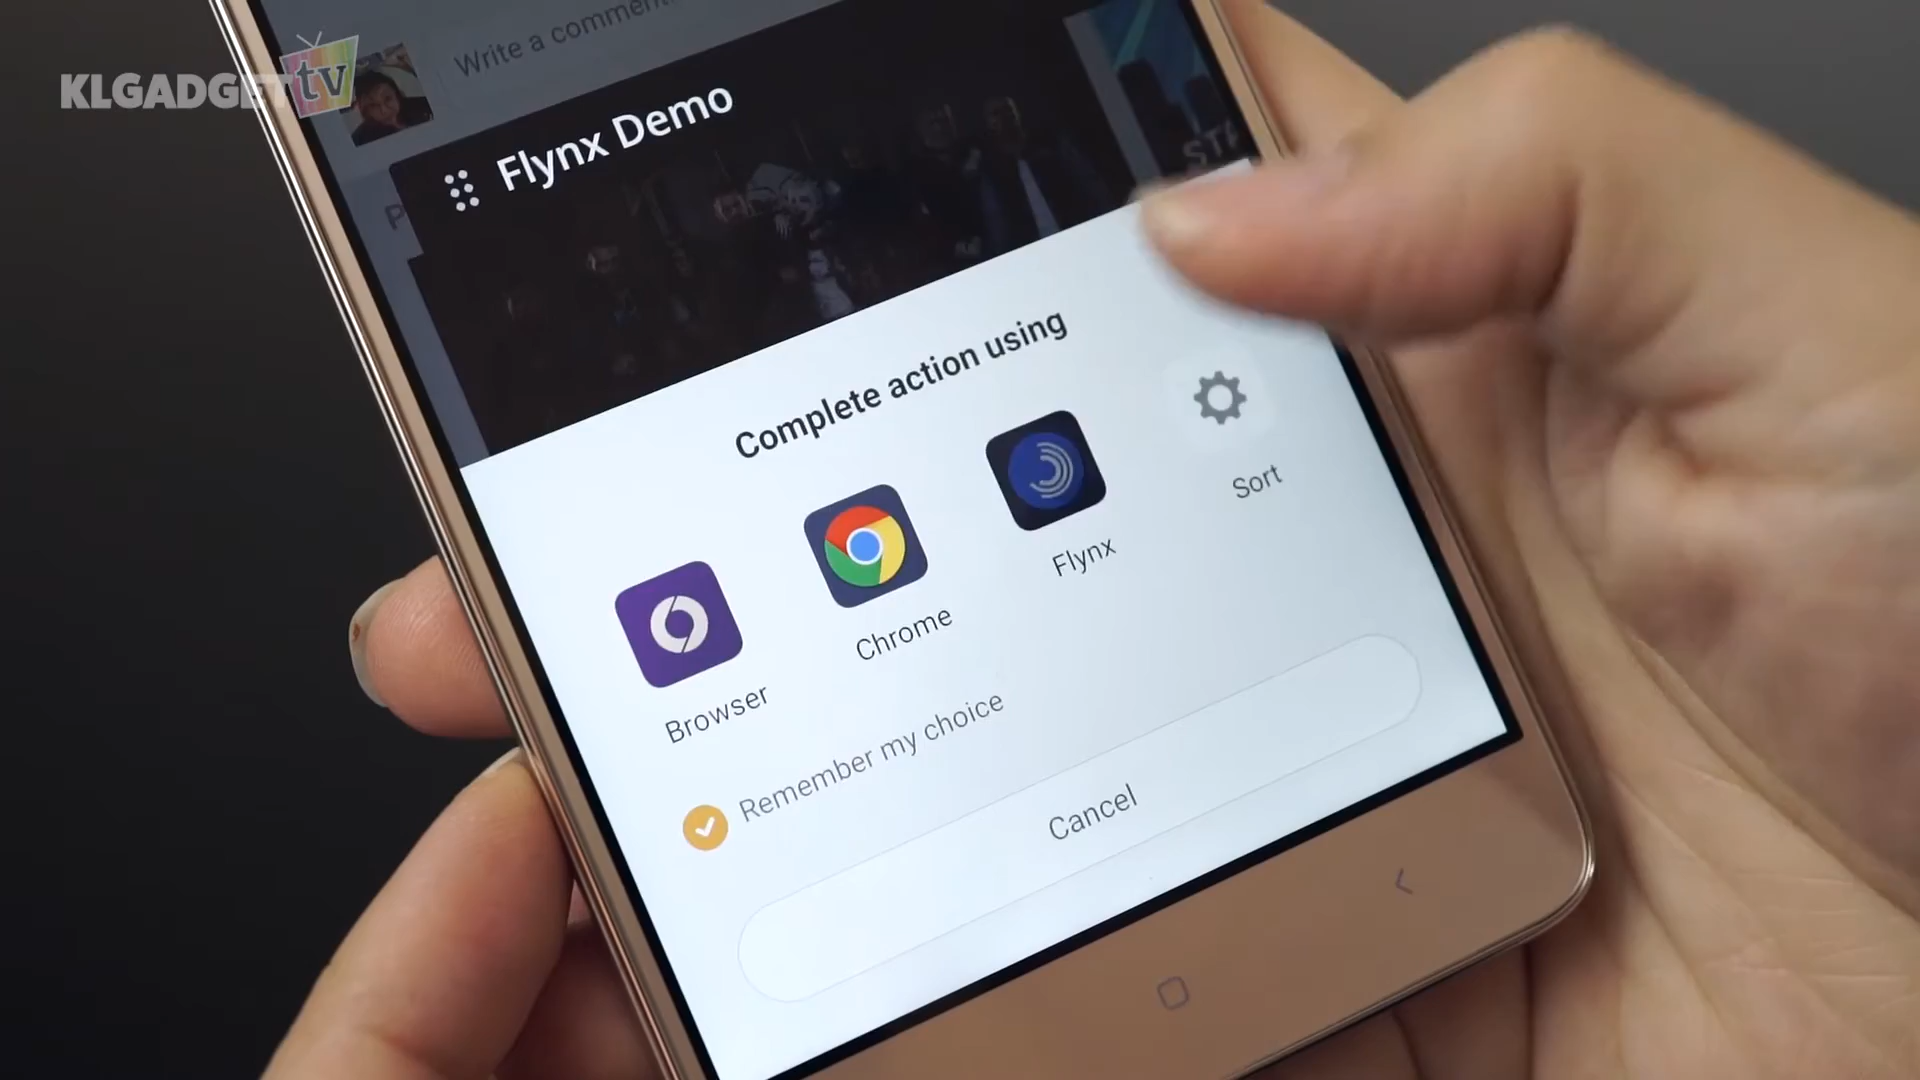 KLGADGET tv
Write a comment
Flynx Demo
Complete action using
Browser
Chrome
Flynx
Sort
Remember my choice
Cancel